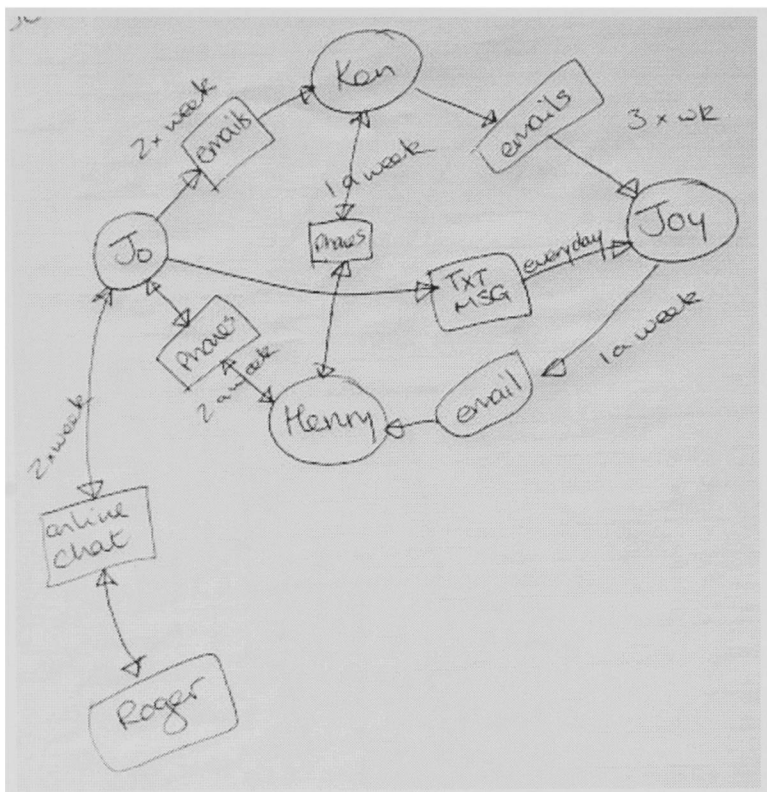 Ken
2x week
emails
emails
3 x wk
1 a week
Jo
phones
Joy
TXT
MSG
everyday
Phones
2 a week
1 a week
email
Henry
2x week
online
chat
Roger